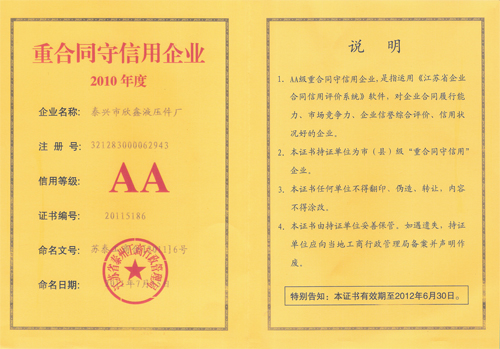 重合同守信用企业
2010 年度
企业名称: 泰兴市欣鑫液压件厂
注 册 号: 321283000062943
信用等级: AA
证书编号: 20115186
命名文号: 苏泰
命名日期:
说 明
1. AA级重合同守信用企业,是指运用《江苏省企业
合同信用评价系统》软件,对企业合同履行能
力、市场竞争力、企业信誉综合评价、信用状
况好的企业。
2. 本证书持证单位为市(县)级“重合同守信用”
企业。
3. 本证书任何单位不得翻印、伪造、转让,内容
不得涂改。
4. 本证书由持证单位妥善保管。如遇遗失,持证
单位应向当地工商行政管理局备案并声明作
废。
特别告知:本证书有效期至2012年6月30日。